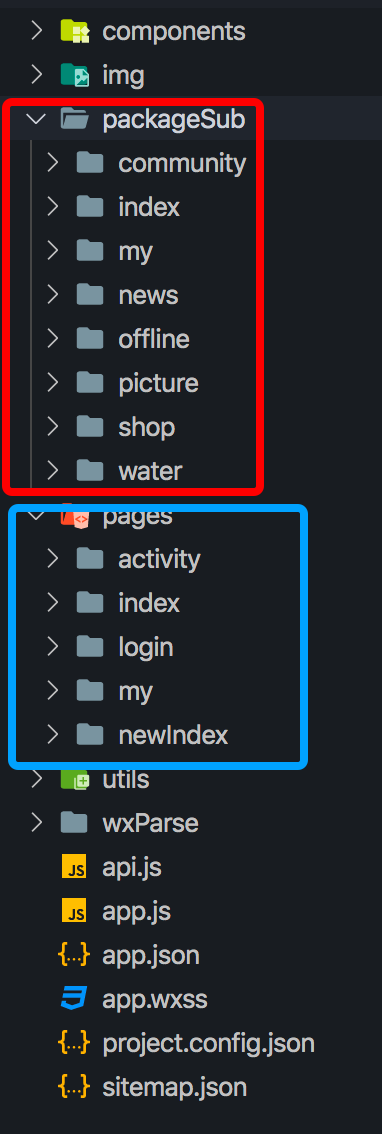 components
img
packageSub
community
index
my
news
offline
picture
shop
water
pages
activity
index
login
my
newIndex
utils
wxParse
JS api.js
JS app.js
{...} app.json
app.wxss
{...} project.config.json
{...} sitemap.json